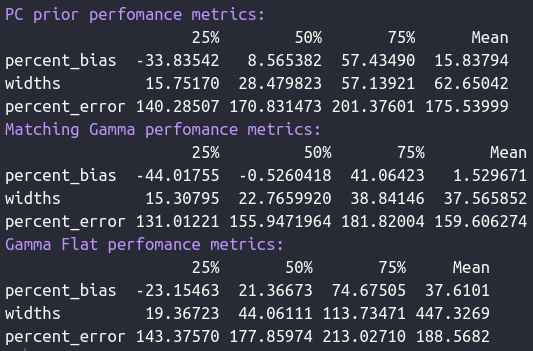 PC prior perfomance metrics:
25% 50% 75% Mean
percent_bias -33.83542 8.565382 57.43490 15.83794
widths 15.75170 28.479823 57.13921 62.65042
percent_error 140.28507 170.831473 201.37601 175.53999
Matching Gamma perfomance metrics:
25% 50% 75% Mean
percent_bias -44.01755 -0.5260418 41.06423 1.529671
widths 15.30795 22.7659920 38.84146 37.565852
percent_error 131.01221 155.9471964 181.82004 159.606274
Gamma Flat perfomance metrics:
25% 50% 75% Mean
percent_bias -23.15463 21.36673 74.67505 37.6101
widths 19.36723 44.06111 113.73471 447.3269
percent_error 143.37570 177.85974 213.02710 188.5682